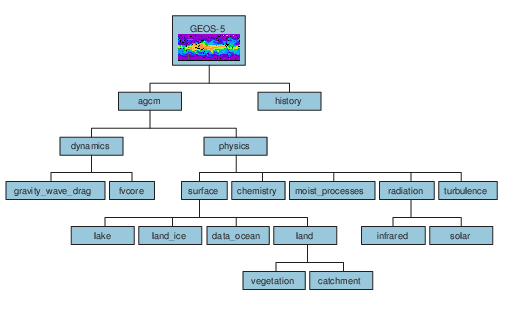 GEOS-5
agcm
history
dynamics
physics
gravity_wave_drag
fvcore
surface
chemistry
moist_processes
radiation
turbulence
lake
land_ice
data_ocean
land
infrared
solar
vegetation
catchment